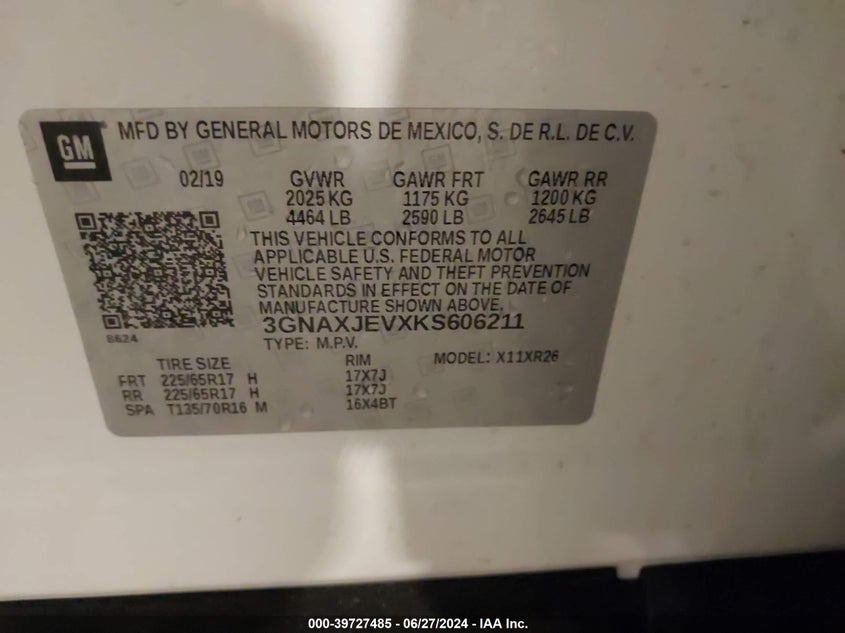 GM
MFD BY GENERAL MOTORS DE MEXICO, S. DE R.L. DE C.V.
02/19 GVWR GAWR FRT GAWR RR
2025 KG 1175 KG 1200 KG
4464 LB 2590 LB 2645 LB
THIS VEHICLE CONFORMS TO ALL
APPLICABLE U.S. FEDERAL MOTOR
VEHICLE SAFETY AND THEFT PREVENTION
STANDARDS IN EFFECT ON THE DATE OF
MANUFACTURE SHOWN ABOVE.
3GNAXJEVXKS606211
8624
TYPE: M.P.V. MODEL: X11XR26
TIRE SIZE RIM
FRT 225/65R17 H 17X7J
RR 225/65R17 H 17X7J
SPA T135/70R16 M 16X4BT
000-39727485 - 06/27/2024 - IAA Inc.